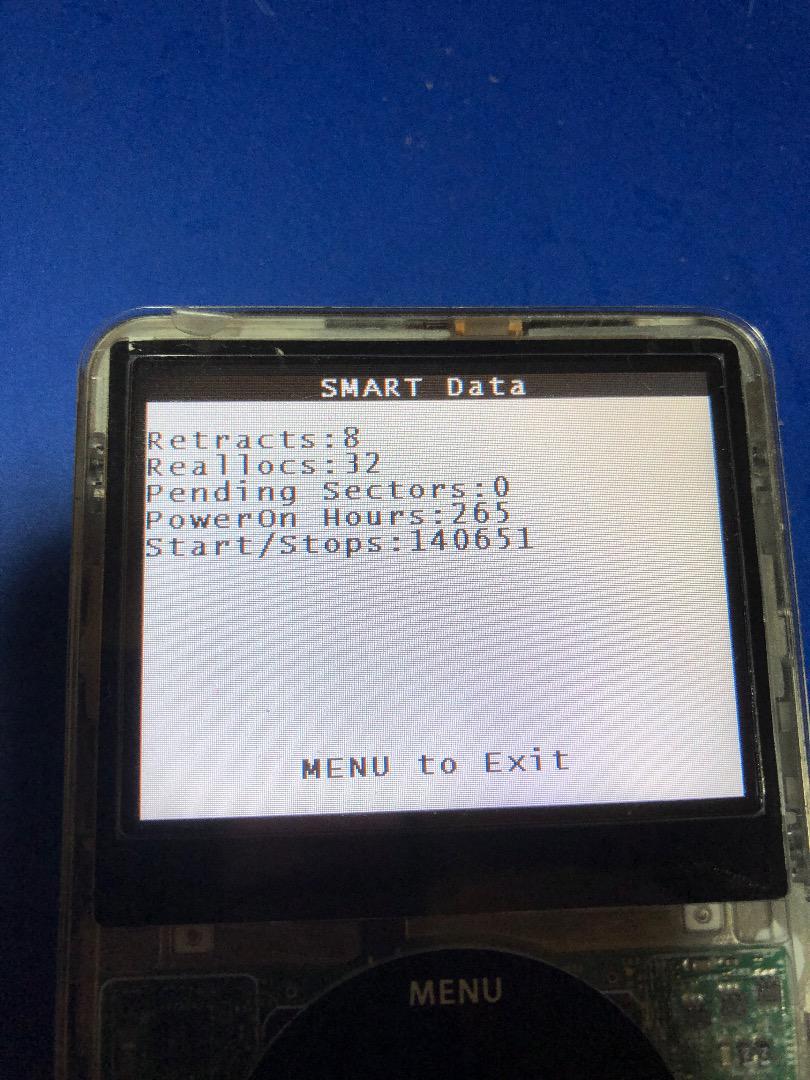 SMART Data
Retracts:8
Reallocs:32
Pending Sectors:0
PowerOn Hours:265
Start/Stops:140651
MENU to Exit
MENU